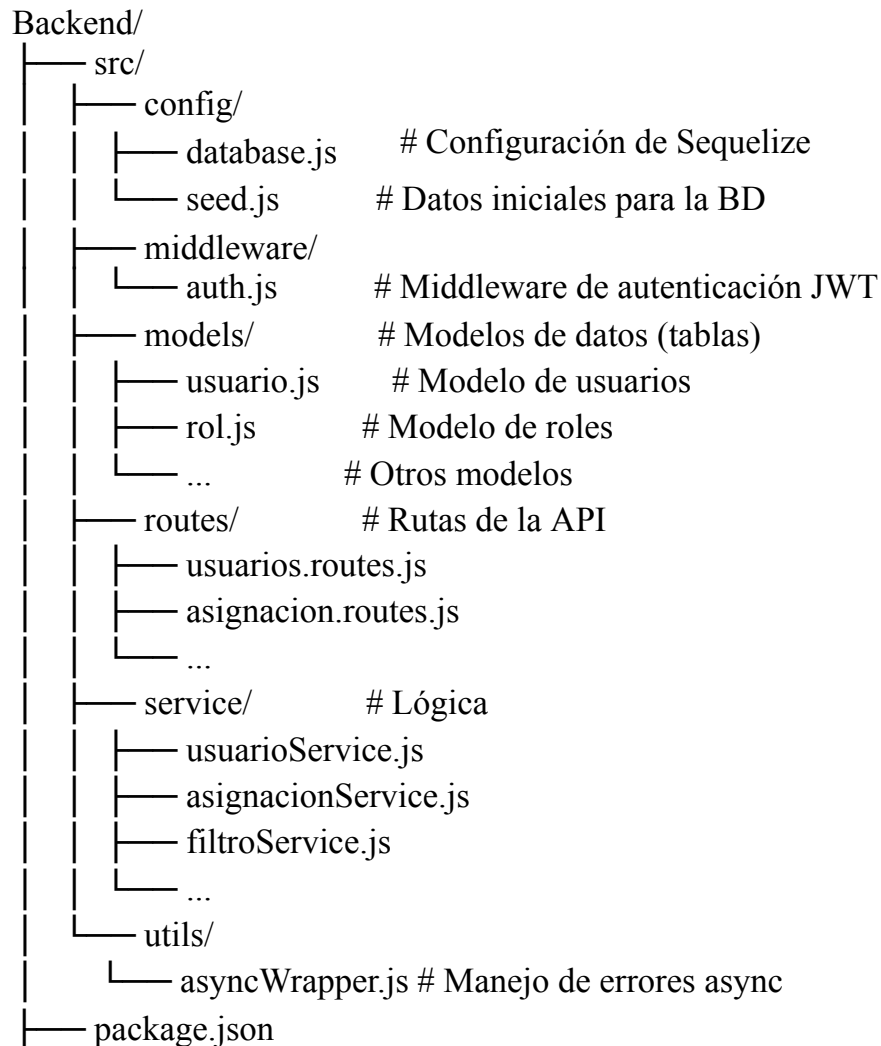 Backend/
├── src/
│   ├── config/
│   │   ├── database.js    # Configuración de Sequelize
│   │   └── seed.js    # Datos iniciales para la BD
│   ├── middleware/
│   │   └── auth.js    # Middleware de autenticación JWT
│   ├── models/    # Modelos de datos (tablas)
│   │   ├── usuario.js    # Modelo de usuarios
│   │   ├── rol.js    # Modelo de roles
│   │   └── ...    # Otros modelos
│   ├── routes/    # Rutas de la API
│   │   ├── usuarios.routes.js
│   │   ├── asignacion.routes.js
│   │   └── ...
│   ├── service/    # Lógica
│   │   ├── usuarioService.js
│   │   ├── asignacionService.js
│   │   ├── filtroService.js
│   │   └── ...
│   └── utils/
│       └── asyncWrapper.js # Manejo de errores async
├── package.json